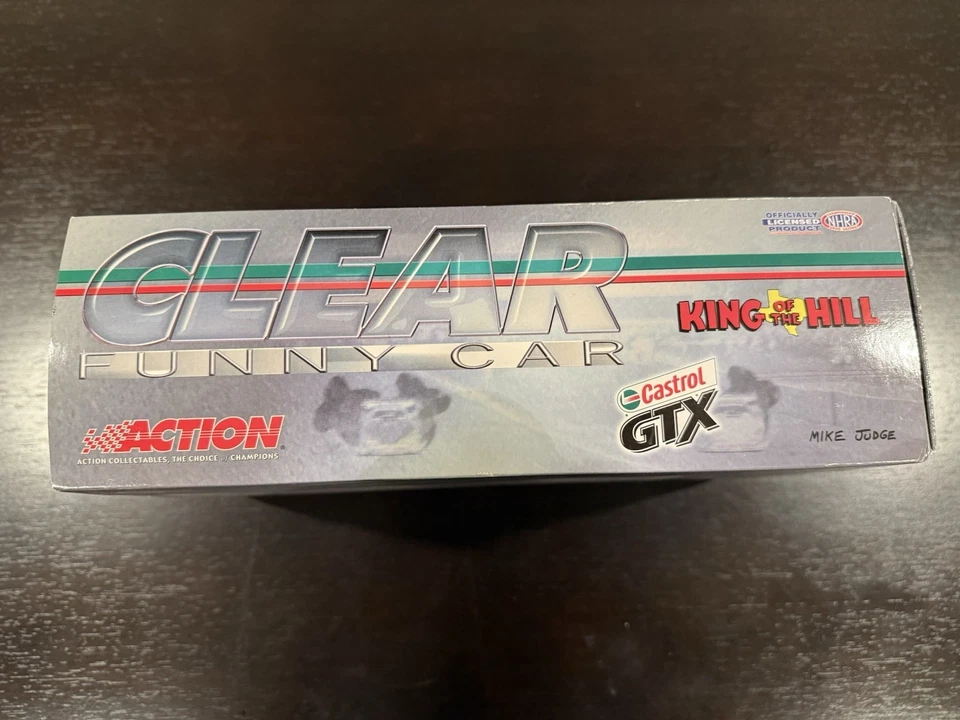 OFFICIALLY
LICENSED
PRODUCT
NHRA
CLEAR
FUNNY CAR
KING OF THE HILL
Castrol
GTX
ACTION
ACTION COLLECTABLES, THE CHOICE of CHAMPIONS
MIKE JUDGE